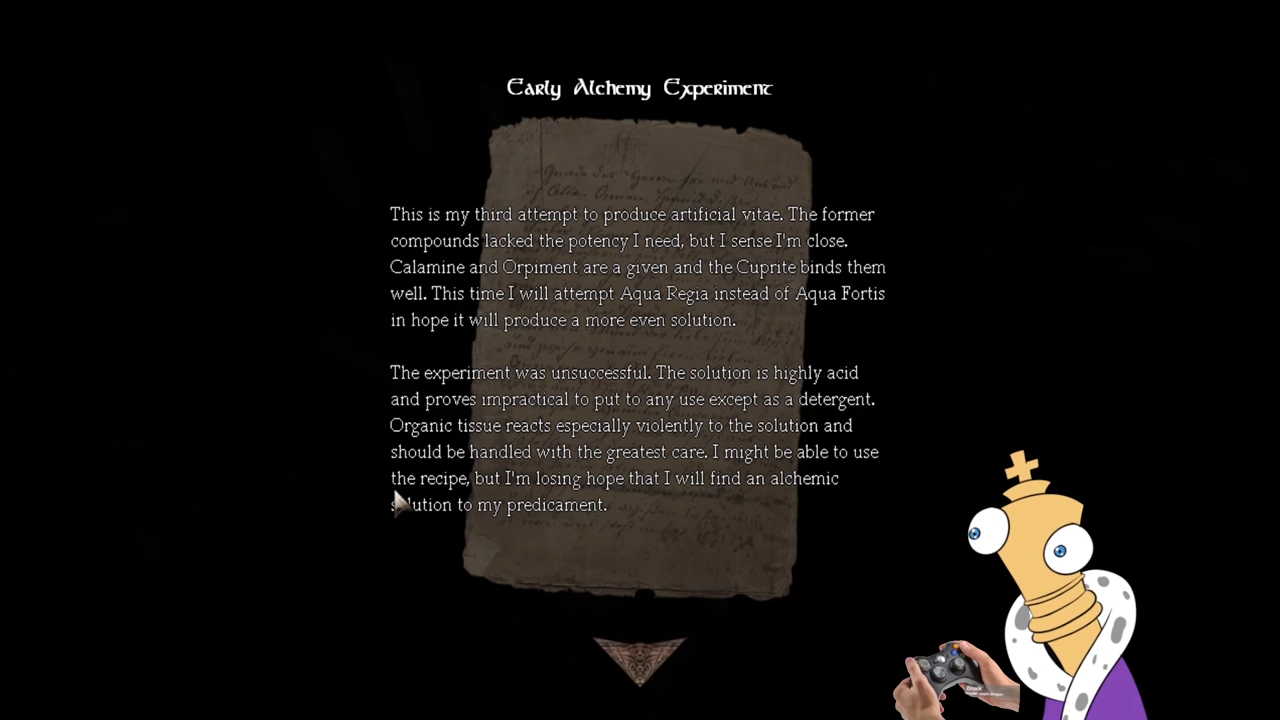 Early Alchemy Experiment
This is my third attempt to produce artificial vitae. The former
compounds lacked the potency I need, but I sense I'm close.
Calamine and Orpiment are a given and the Cuprite binds them
well. This time I will attempt Aqua Regia instead of Aqua Fortis
in hope it will produce a more even solution.
The experiment was unsuccessful. The solution is highly acid
and proves impractical to put to any use except as a detergent.
Organic tissue reacts especially violently to the solution and
should be handled with the greatest care. I might be able to use
the recipe, but I'm losing hope that I will find an alchemic
solution to my predicament.
iStock